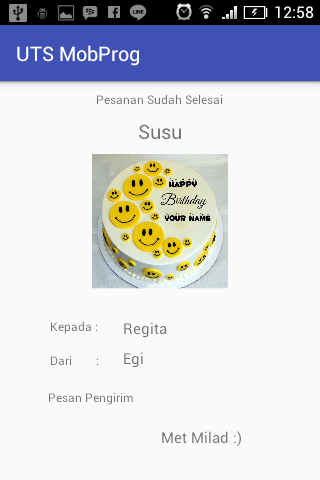 12:58
UTS MobProg
Pesanan Sudah Selesai
Susu
HAPPY
Birthday
YOUR NAME
Kepada : Regita
Dari : Egi
Pesan Pengirim
Met Milad :)